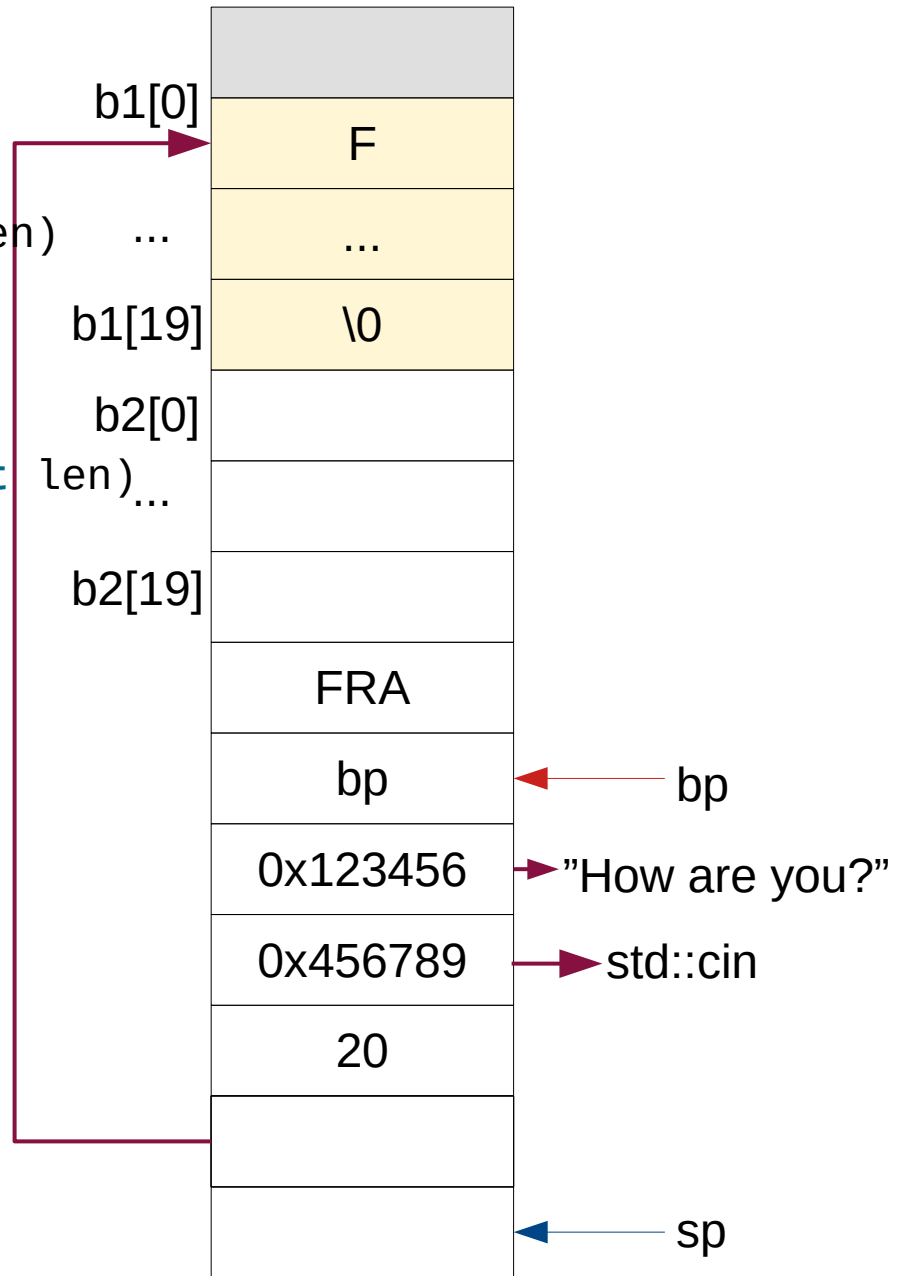 b1[0]
F
en) ... ...
b1[19] \0
b2[0]
t len)
...
b2[19]
FRA
bp bp
0x123456 ”How are you?”
0x456789 std::cin
20
sp